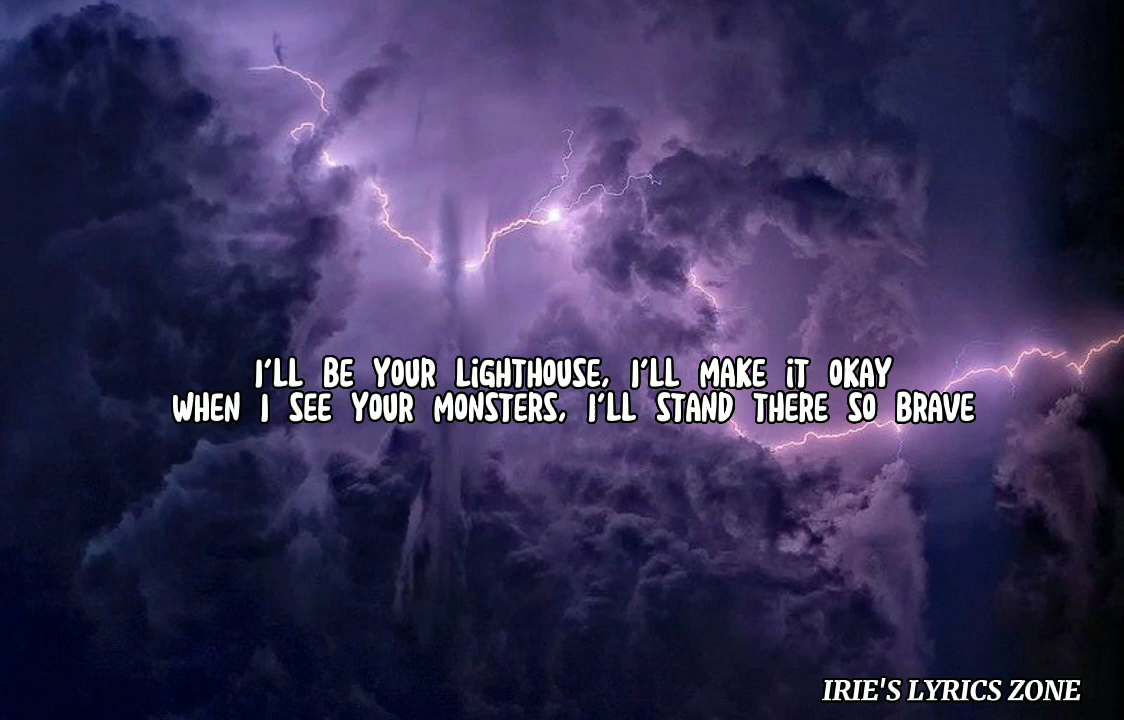 I'LL BE YOUR LiGHTHOUSE, I'LL MAKE iT OKAY
WHEN I SEE YOUR MONSTERS, I'LL STAND THERE SO BRAVE
IRIE'S LYRICS ZONE